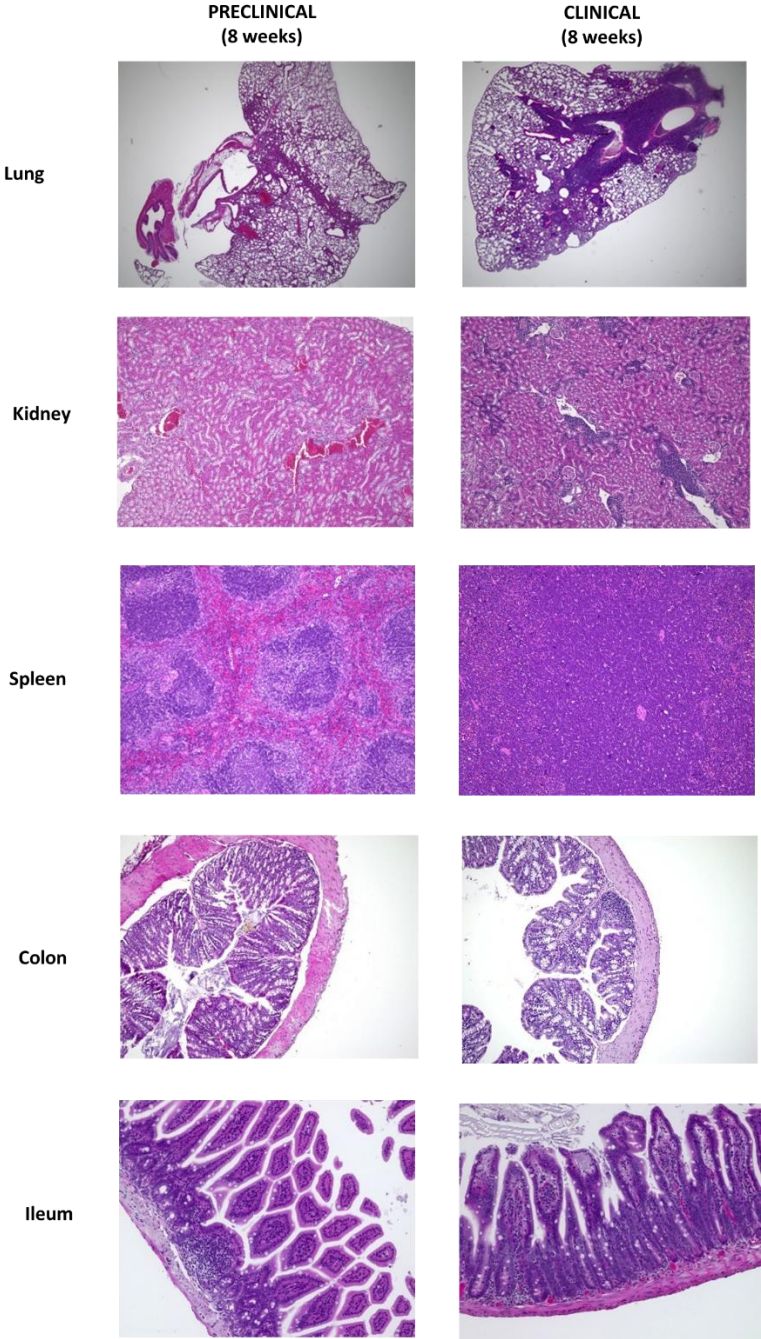 PRECLINICAL
(8 weeks)
CLINICAL
(8 weeks)
Lung
Kidney
Spleen
Colon
Ileum